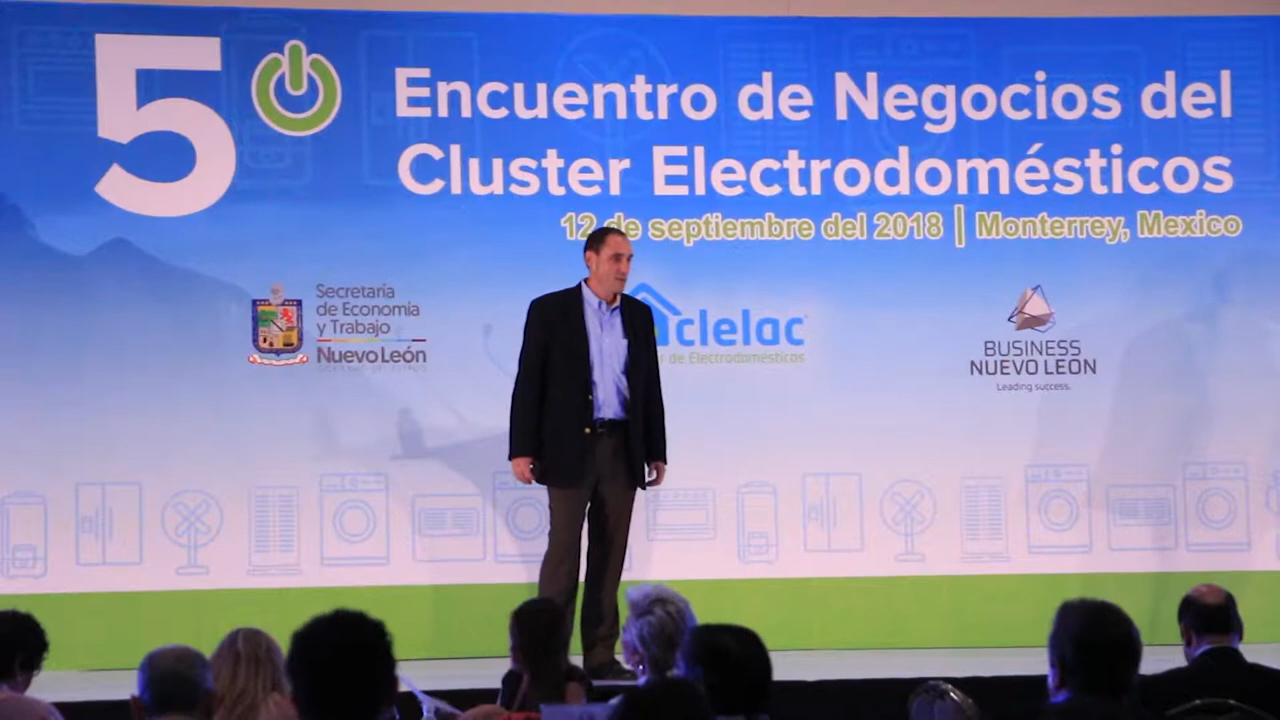 5
Encuentro de Negocios del
Cluster Electrodomésticos
12 de septiembre del 2018 | Monterrey, Mexico
Secretaría
de Economía
y Trabajo
Nuevo León
clelac
de Electrodomésticos
BUSINESS
NUEVO LEON
Leading success.